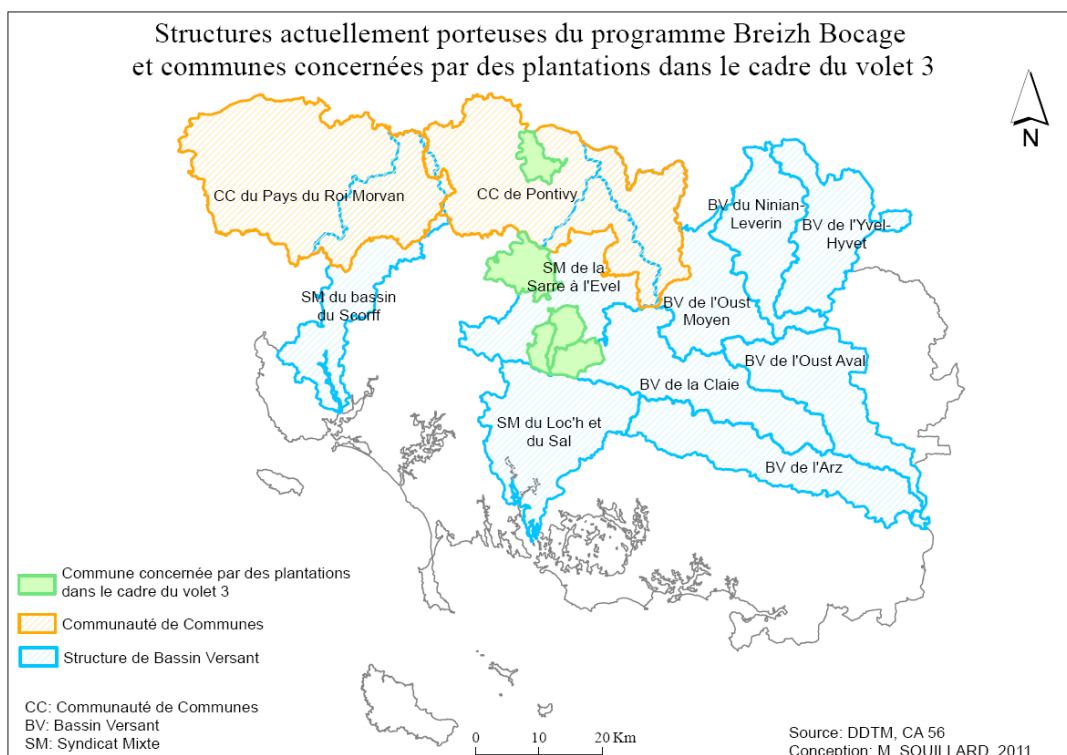 Structures actuellement porteuses du programme Breizh Bocage
et communes concernées par des plantations dans le cadre du volet 3
N
CC du Pays du Roi Morvan
CC de Pontivy
BV du Ninian-
Leverin
BV de l'Yvel-
Hyvet
SM de la
Sarre à l'Evel
SM du bassin
du Scorff
BV de l'Oust
Moyen
BV de l'Oust Aval
BV de la Claie
SM du Loc'h et
du Sal
BV de l'Arz
Commune concernée par des plantations
dans le cadre du volet 3
Communauté de Communes
Structure de Bassin Versant
CC: Communauté de Communes
BV: Bassin Versant
SM: Syndicat Mixte
0 10 20 Km
Source: DDTM, CA 56
Conception: M. SOUILLARD, 2011